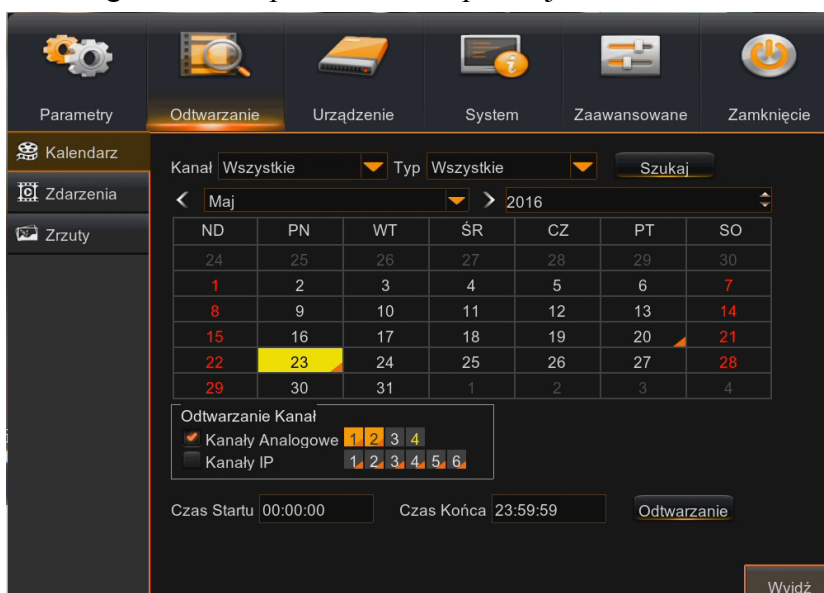 Parametry Odtwarzanie Urządzenie System Zaawansowane Zamknięcie
Kalendarz
Zdarzenia
Zrzuty
Kanał Wszystkie Typ Wszystkie Szukaj
Maj 2016
ND PN WT ŚR CZ PT SO
24 25 26 27 28 29 30
1 2 3 4 5 6 7
8 9 10 11 12 13 14
15 16 17 18 19 20 21
22 23 24 25 26 27 28
29 30 31 1 2 3 4
Odtwarzanie Kanał
Kanały Analogowe 1 2 3 4
Kanały IP 1 2 3 4 5 6
Czas Startu 00:00:00 Czas Końca 23:59:59 Odtwarzanie
Wyjdź